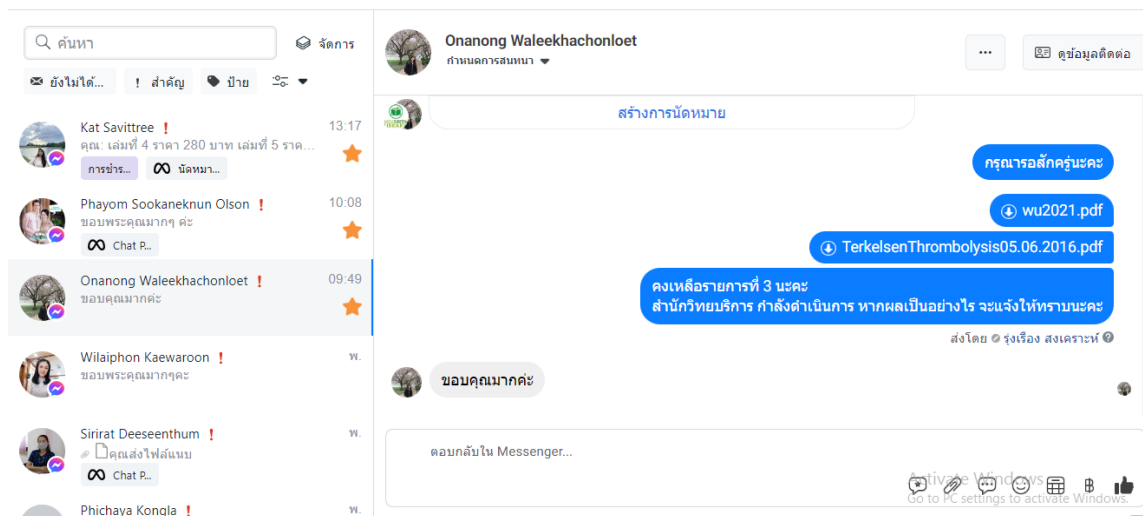 ค้นหา
จัดการ
ยังไม่ได้...
! สำคัญ
ป้าย
Kat Savittree ! 13:17
คุณ: เล่มที่ 4 ราคา 280 บาท เล่มที่ 5 ราค...
การชำร... นัดหมา...
Phayom Sookaneknun Olson ! 10:08
ขอบพระคุณมากๆ ค่ะ
Chat P...
Onanong Waleekhachonloet ! 09:49
ขอบคุณมากค่ะ
Wilaiphon Kaewaroon ! พ.
ขอบพระคุณมากๆคะ
Sirirat Deeseenthum ! พ.
คุณส่งไฟล์แนบ
Chat P...
Phichaya Kongla ! พ.
Onanong Waleekhachonloet
กำหนดการสนทนา
...
ดูข้อมูลติดต่อ
สร้างการนัดหมาย
กรุณารอสักครู่นะคะ
wu2021.pdf
TerkelsenThrombolysis05.06.2016.pdf
คงเหลือรายการที่ 3 นะคะ
สำนักวิทยบริการ กำลังดำเนินการ หากผลเป็นอย่างไร จะแจ้งให้ทราบนะคะ
ส่งโดย รุ่งเรือง สงเคราะห์
ขอบคุณมากค่ะ
ตอบกลับใน Messenger...
Activate Windows
Go to PC settings to activate Windows.